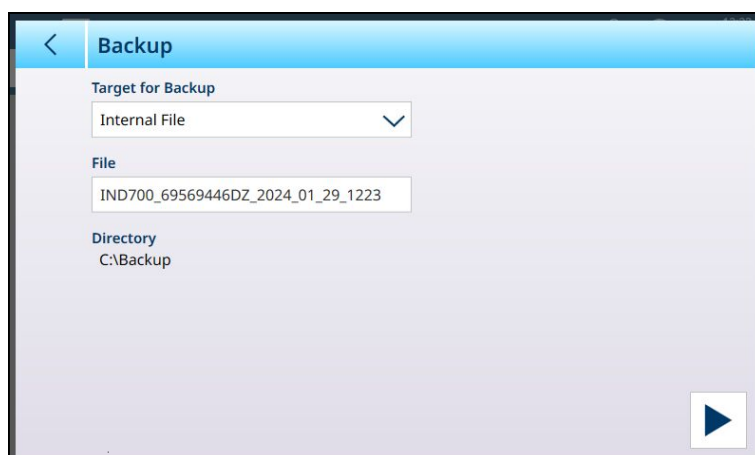 Backup
Target for Backup
Internal File
File
IND700_69569446DZ_2024_01_29_1223
Directory
C:\Backup